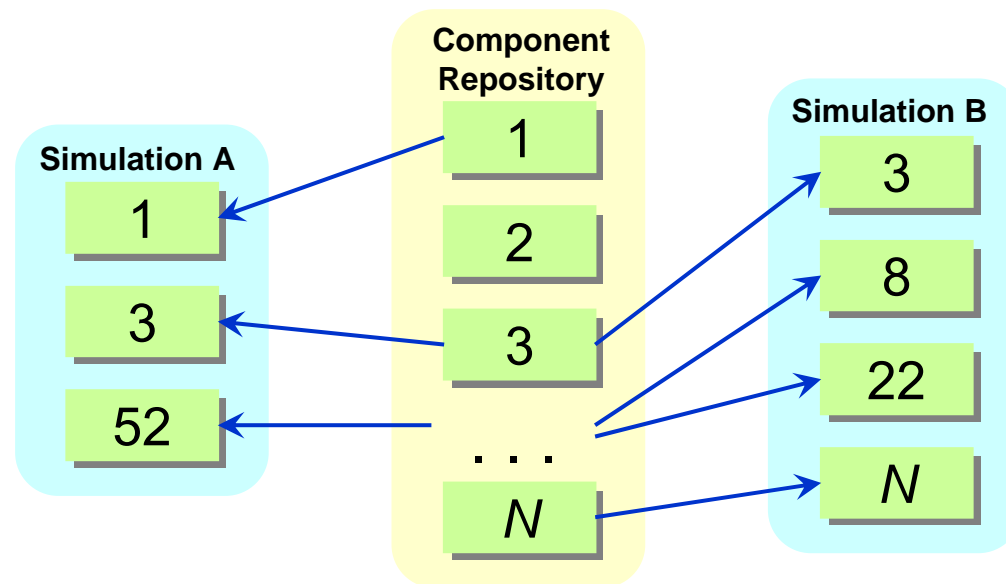 Simulation A
1
3
52
Component
Repository
1
2
3
. . .
N
Simulation B
3
8
22
N